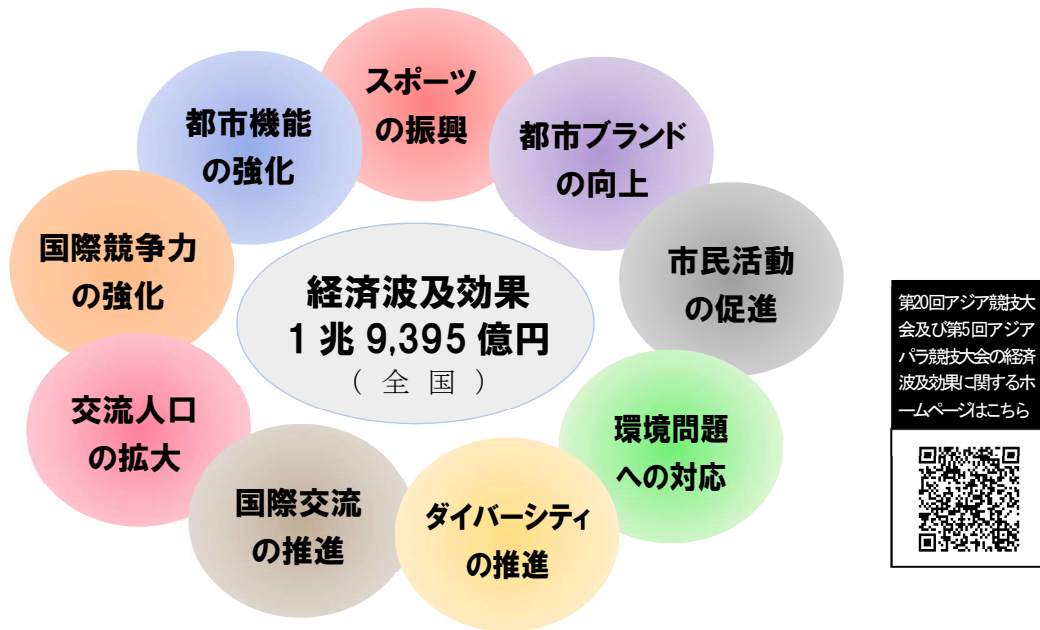 スポーツ
の振興
都市機能
の強化
都市ブランド
の向上
国際競争力
の強化
市民活動
の促進
経済波及効果
1 兆 9,395 億円
( 全 国 )
交流人口
の拡大
環境問題
への対応
国際交流
の推進
ダイバーシティ
の推進
第20回アジア競技大
会及び第5回アジア
パラ競技大会の経済
波及効果に関するホ
ームページはこちら